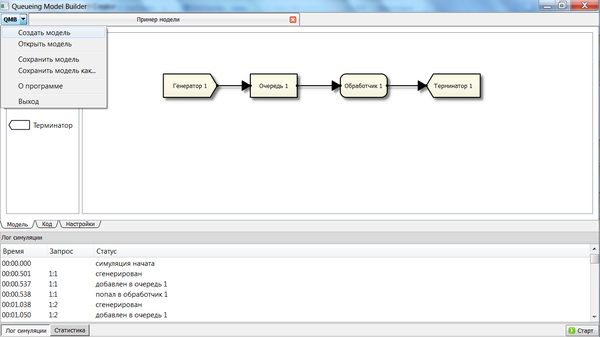 Queueing Model Builder
QMB
Пример модели
Создать модель
Открыть модель
Сохранить модель
Сохранить модель как...
О программе
Выход
Терминатор
Генератор 1
Очередь 1
Обработчик 1
Терминатор 1
Модель
Код
Настройки
Лог симуляции
Время Запрос Статус
00:00.000 симуляция начата
00:00.501 1:1 сгенерирован
00:00.537 1:1 добавлен в очередь 1
00:00.538 1:1 попал в обработчик 1
00:01.038 1:2 сгенерирован
00:01.050 1:2 добавлен в очередь 1
Лог симуляции
Статистика
Старт